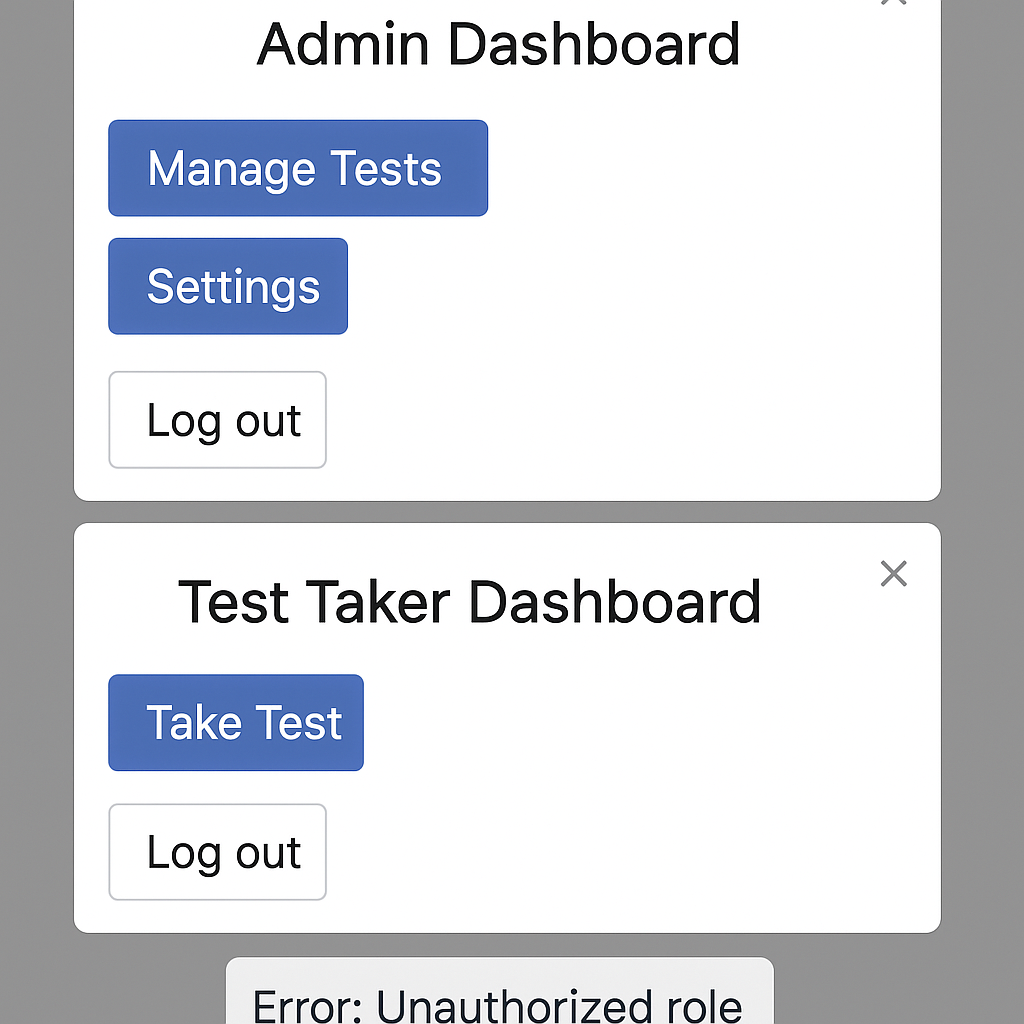 Admin Dashboard
Manage Tests
Settings
Log out
Test Taker Dashboard
Take Test
Log out
Error: Unauthorized role